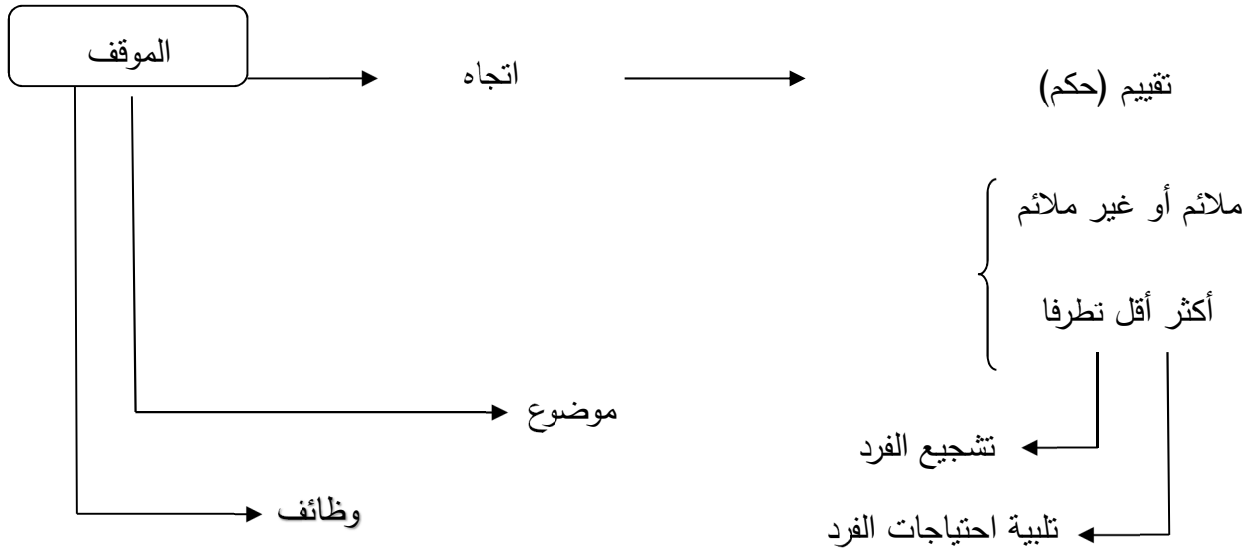 الموقف
اتجاه
تقييم (حكم)
ملائم أو غير ملائم
أكثر أقل تطرفا
موضوع
تشجيع الفرد
وظائف
تلبية احتياجات الفرد